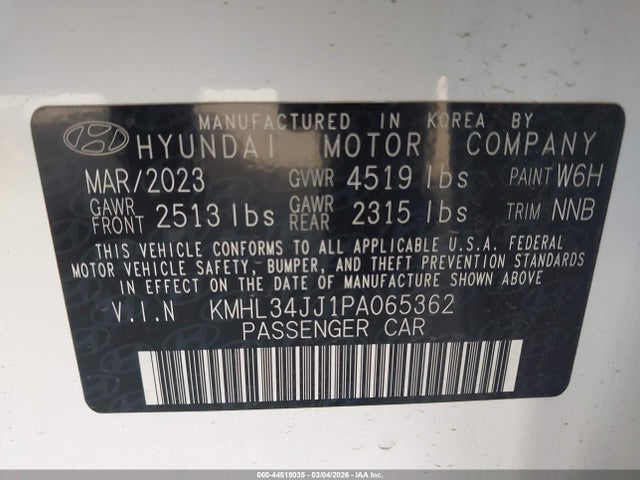 MANUFACTURED IN KOREA BY
HYUNDAI MOTOR COMPANY
MAR/2023 GVWR 4519 lbs PAINT W6H
GAWR FRONT 2513 lbs GAWR REAR 2315 lbs TRIM NNB
THIS VEHICLE CONFORMS TO ALL APPLICABLE U.S.A. FEDERAL
MOTOR VEHICLE SAFETY, BUMPER, AND THEFT PREVENTION STANDARDS
IN EFFECT ON THE DATE OF MANUFACTURE SHOWN ABOVE
V.I.N KMHL34JJ1PA065362
PASSENGER CAR
000-44519035 - 03/04/2026 - IAA Inc.